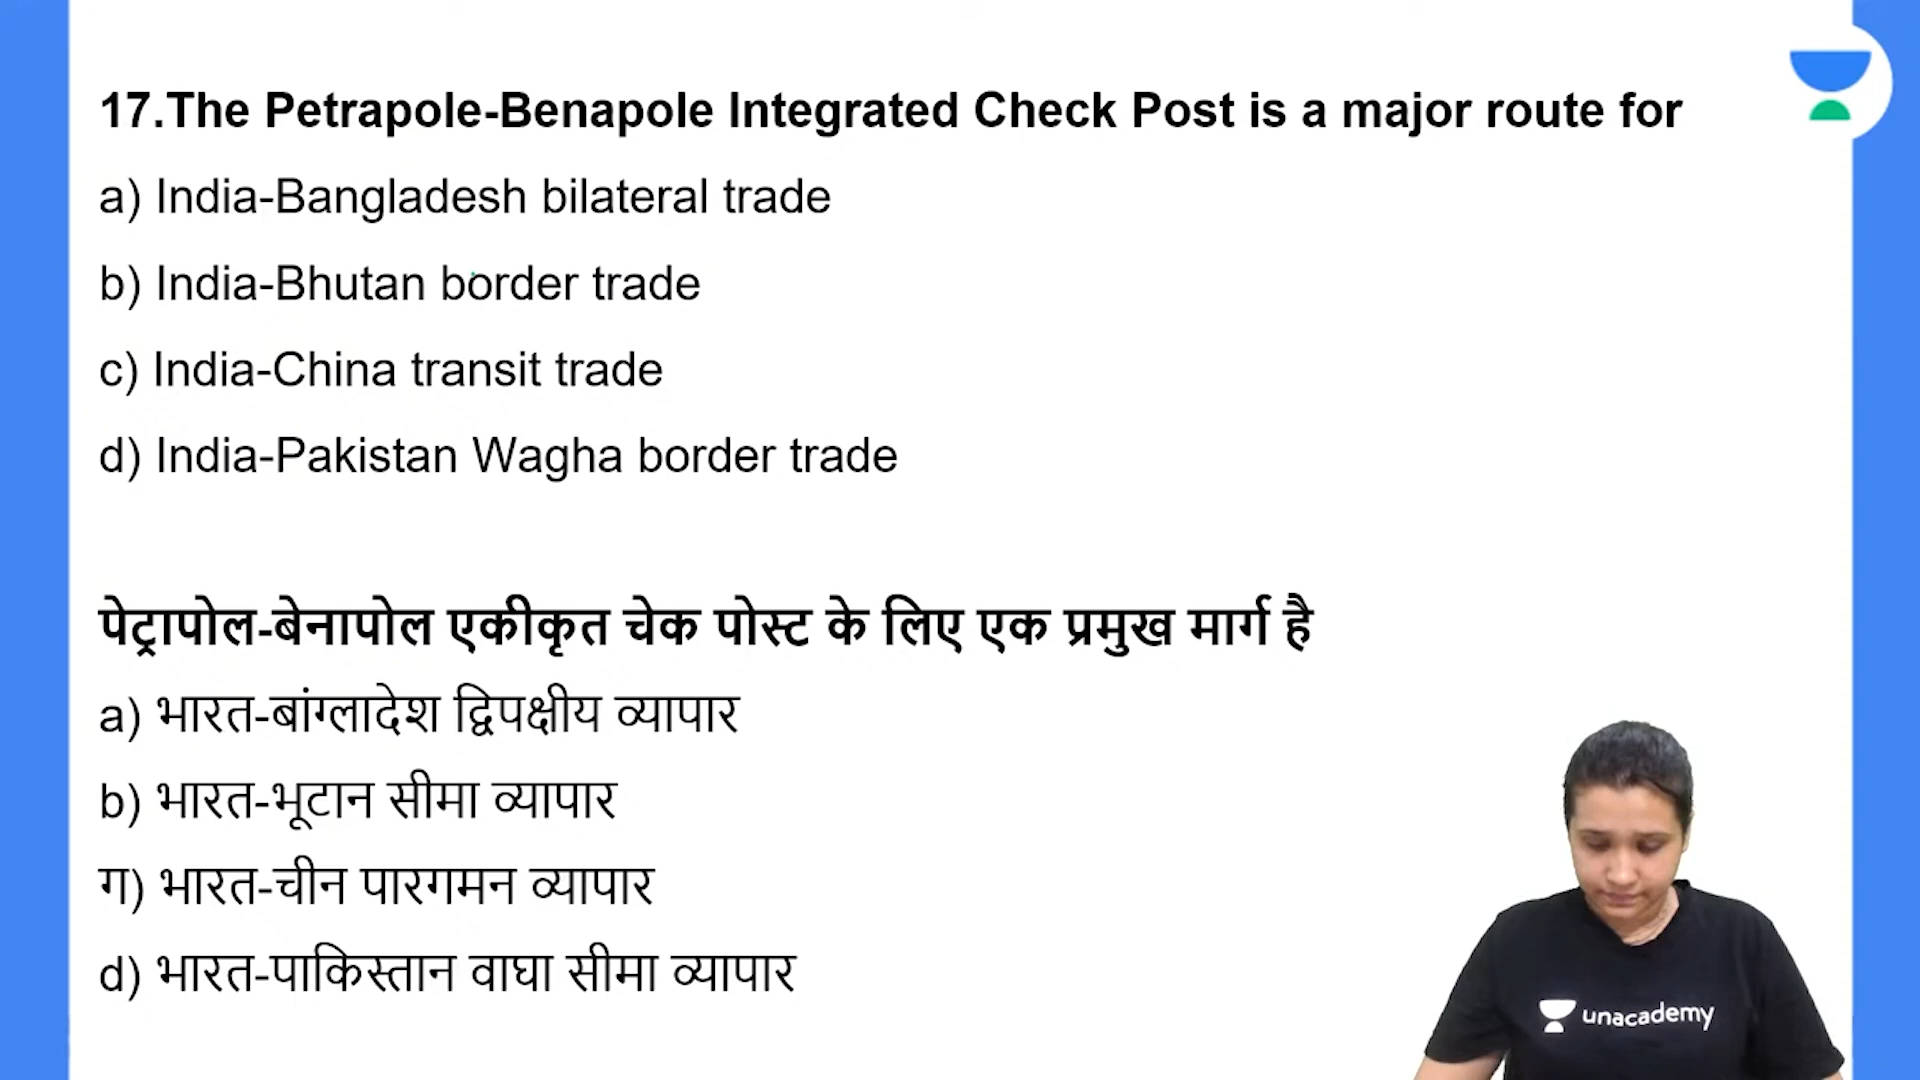 17.The Petrapole-Benapole Integrated Check Post is a major route for
a) India-Bangladesh bilateral trade
b) India-Bhutan border trade
c) India-China transit trade
d) India-Pakistan Wagha border trade
पेट्रापोल-बेनापोल एकीकृत चेक पोस्ट के लिए एक प्रमुख मार्ग है
a) भारत-बांग्लादेश द्विपक्षीय व्यापार
b) भारत-भूटान सीमा व्यापार
ग) भारत-चीन पारगमन व्यापार
d) भारत-पाकिस्तान वाघा सीमा व्यापार
unacademy